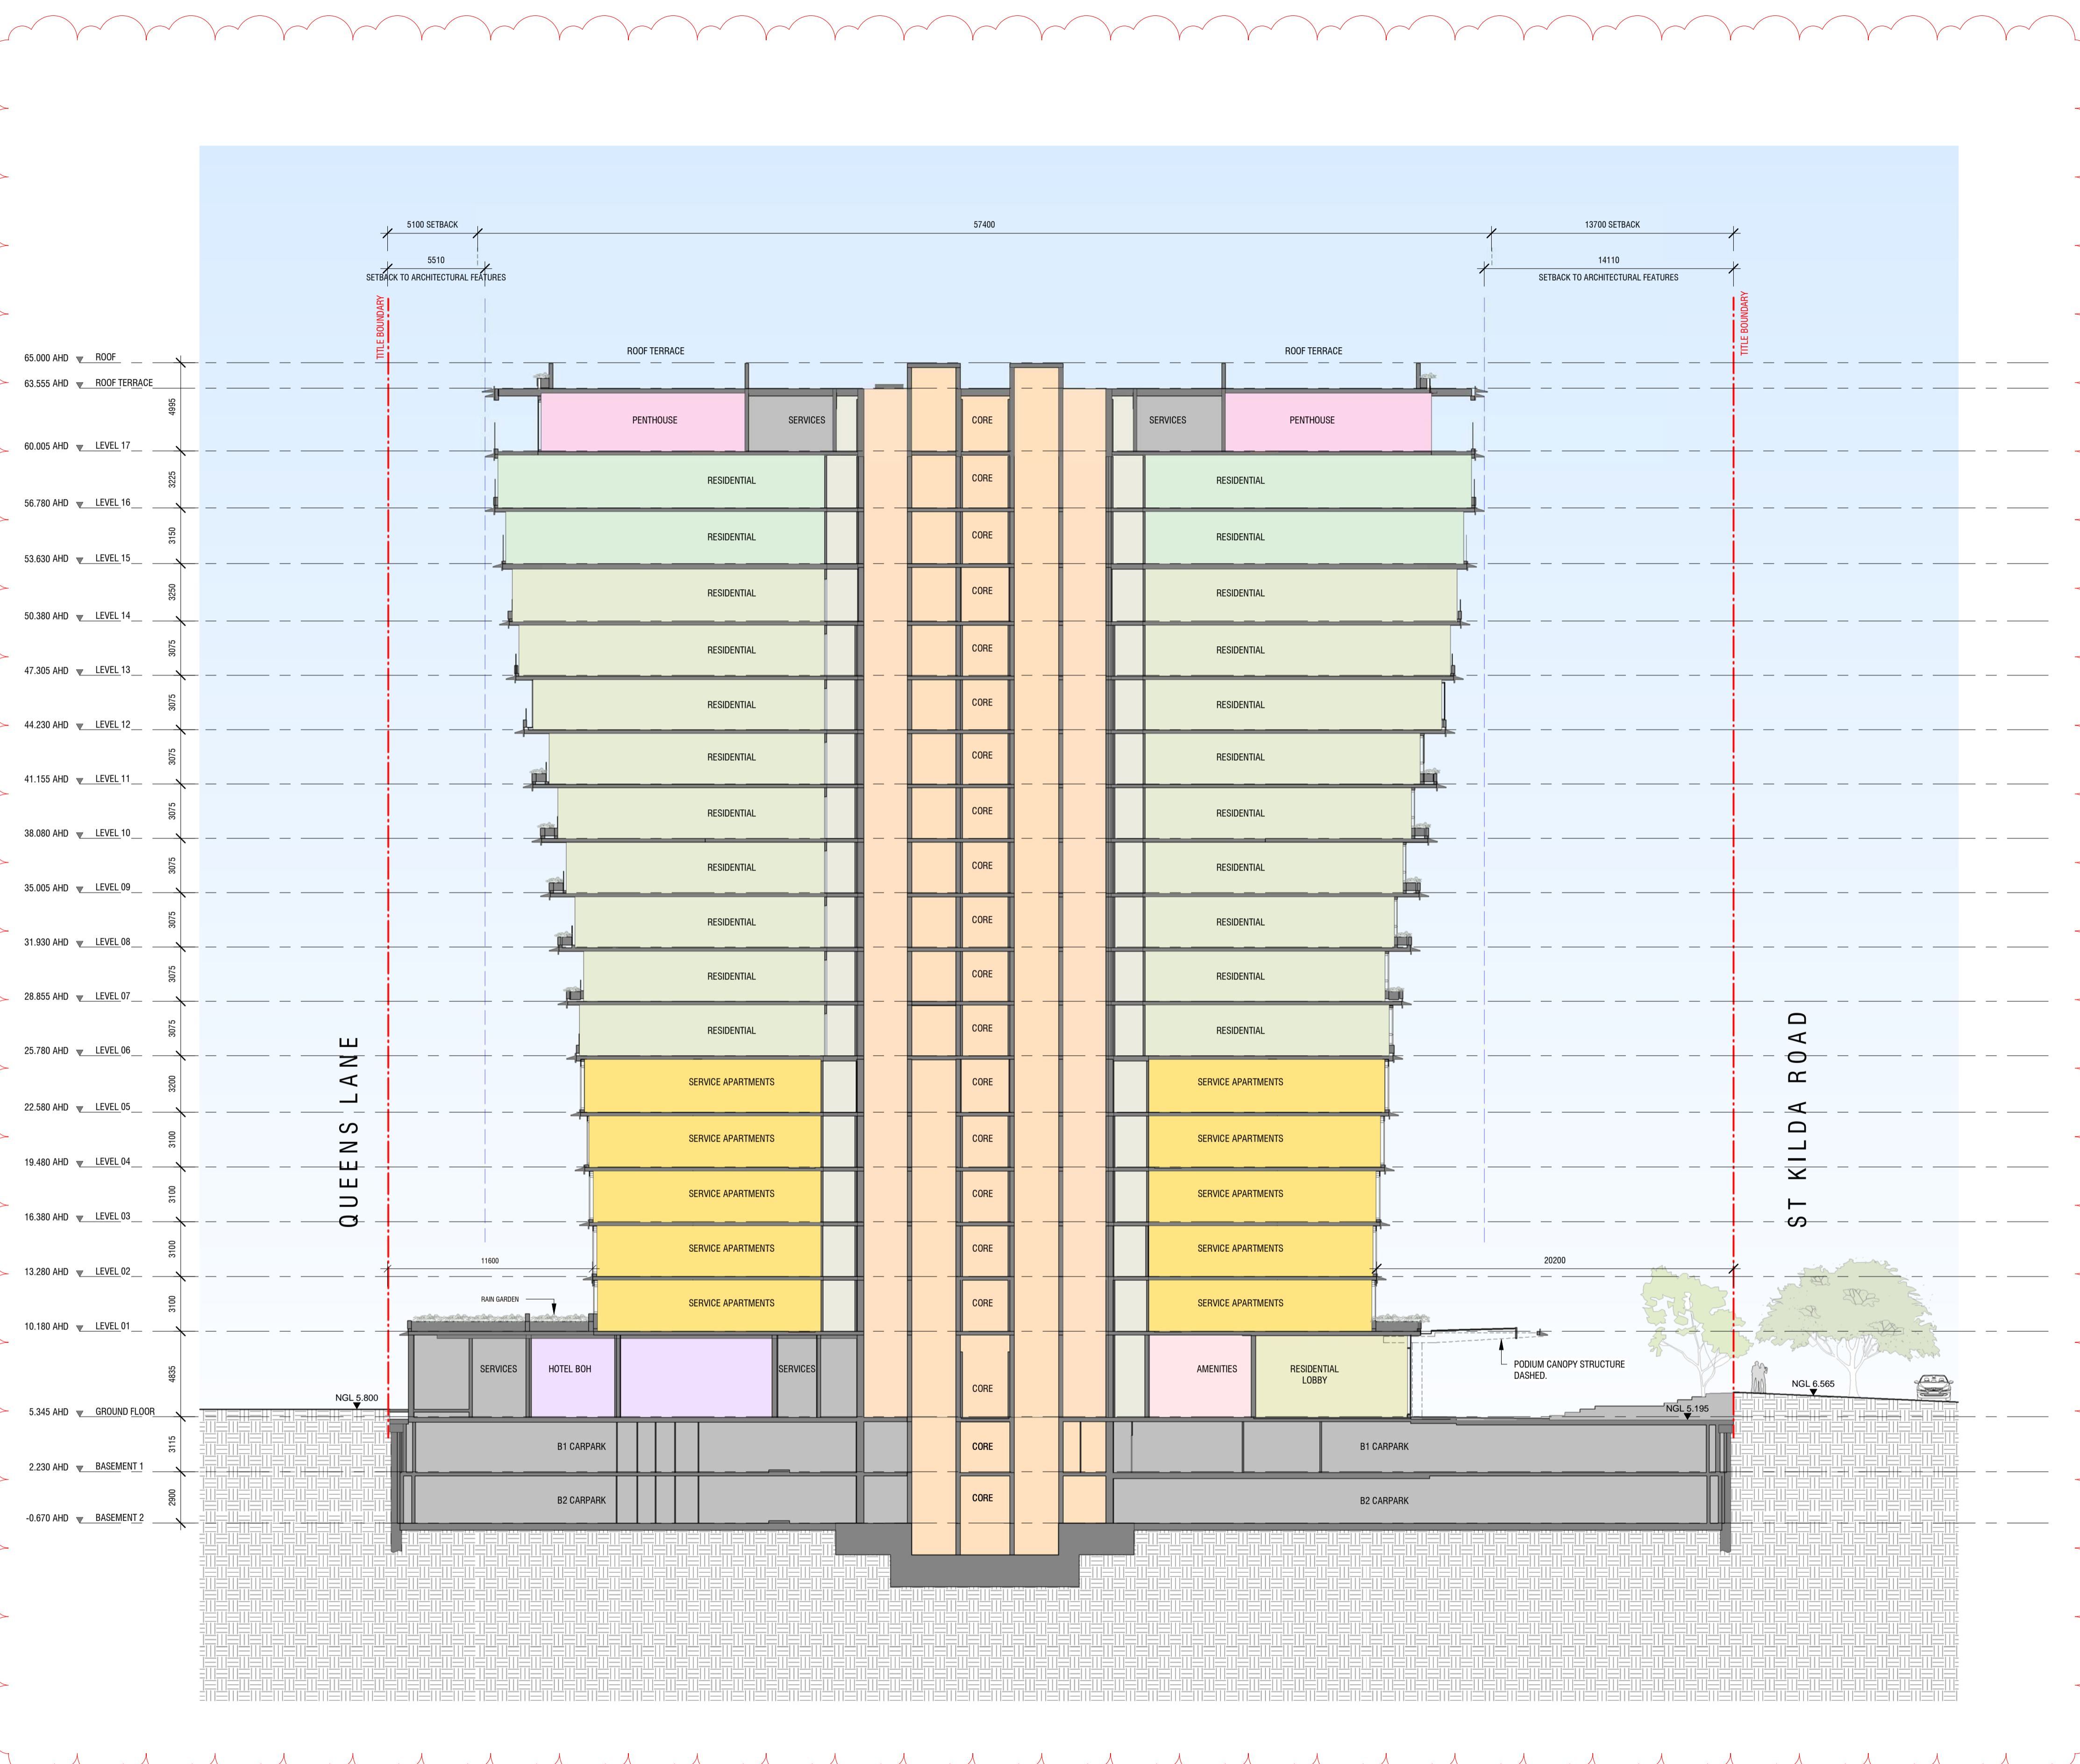 5100 SETBACK
57400
13700 SETBACK
5510
SETBACK TO ARCHITECTURAL FEATURES
14110
SETBACK TO ARCHITECTURAL FEATURES
TITLE BOUNDARY
TITLE BOUNDARY
65.000 AHD ROOF
ROOF TERRACE
ROOF TERRACE
63.555 AHD ROOF TERRACE
4995
PENTHOUSE
SERVICES
CORE
SERVICES
PENTHOUSE
60.005 AHD LEVEL 17
3225
RESIDENTIAL
CORE
RESIDENTIAL
56.780 AHD LEVEL 16
3150
RESIDENTIAL
CORE
RESIDENTIAL
53.630 AHD LEVEL 15
3250
RESIDENTIAL
CORE
RESIDENTIAL
50.380 AHD LEVEL 14
3075
RESIDENTIAL
CORE
RESIDENTIAL
47.305 AHD LEVEL 13
3075
RESIDENTIAL
CORE
RESIDENTIAL
44.230 AHD LEVEL 12
3075
RESIDENTIAL
CORE
RESIDENTIAL
41.155 AHD LEVEL 11
3075
RESIDENTIAL
CORE
RESIDENTIAL
38.080 AHD LEVEL 10
3075
RESIDENTIAL
CORE
RESIDENTIAL
35.005 AHD LEVEL 09
3075
RESIDENTIAL
CORE
RESIDENTIAL
31.930 AHD LEVEL 08
3075
RESIDENTIAL
CORE
RESIDENTIAL
28.855 AHD LEVEL 07
3075
RESIDENTIAL
CORE
RESIDENTIAL
25.780 AHD LEVEL 06
3200
SERVICE APARTMENTS
CORE
SERVICE APARTMENTS
22.580 AHD LEVEL 05
3100
SERVICE APARTMENTS
CORE
SERVICE APARTMENTS
19.480 AHD LEVEL 04
3100
SERVICE APARTMENTS
CORE
SERVICE APARTMENTS
16.380 AHD LEVEL 03
QUEENS LANE
ST KILDA ROAD
3100
SERVICE APARTMENTS
CORE
SERVICE APARTMENTS
11600
20200
13.280 AHD LEVEL 02
3100
RAIN GARDEN
SERVICE APARTMENTS
CORE
SERVICE APARTMENTS
10.180 AHD LEVEL 01
4835
SERVICES
HOTEL BOH
SERVICES
CORE
AMENITIES
RESIDENTIAL
LOBBY
PODIUM CANOPY STRUCTURE
DASHED.
NGL 5.800
NGL 6.565
NGL 5.195
5.345 AHD GROUND FLOOR
3115
B1 CARPARK
CORE
B1 CARPARK
2.230 AHD BASEMENT 1
2900
B2 CARPARK
CORE
B2 CARPARK
-0.670 AHD BASEMENT 2